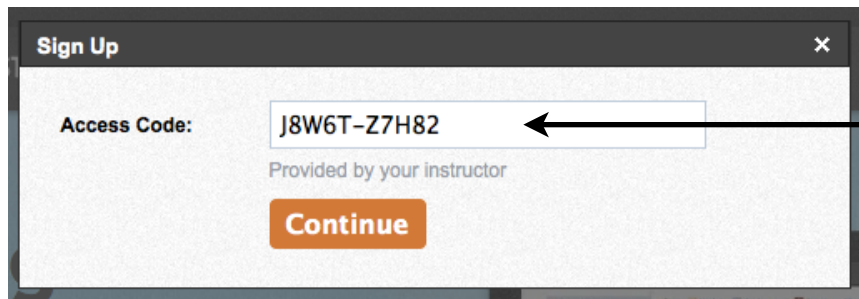 Sign Up ×
Access Code: J8W6T-Z7H82
Provided by your instructor
Continue